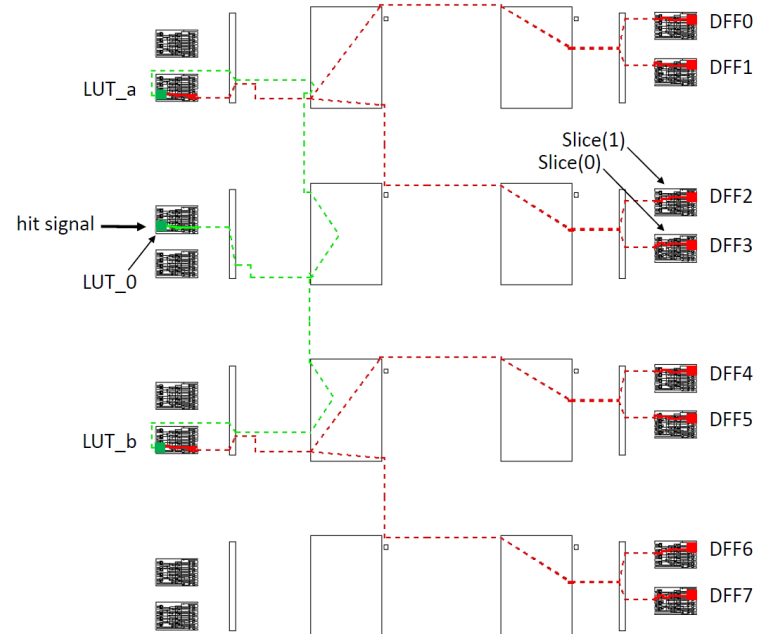 DFF0
DFF1
LUT_a
Slice(1)
Slice(0)
DFF2
hit signal
DFF3
LUT_0
DFF4
DFF5
LUT_b
DFF6
DFF7